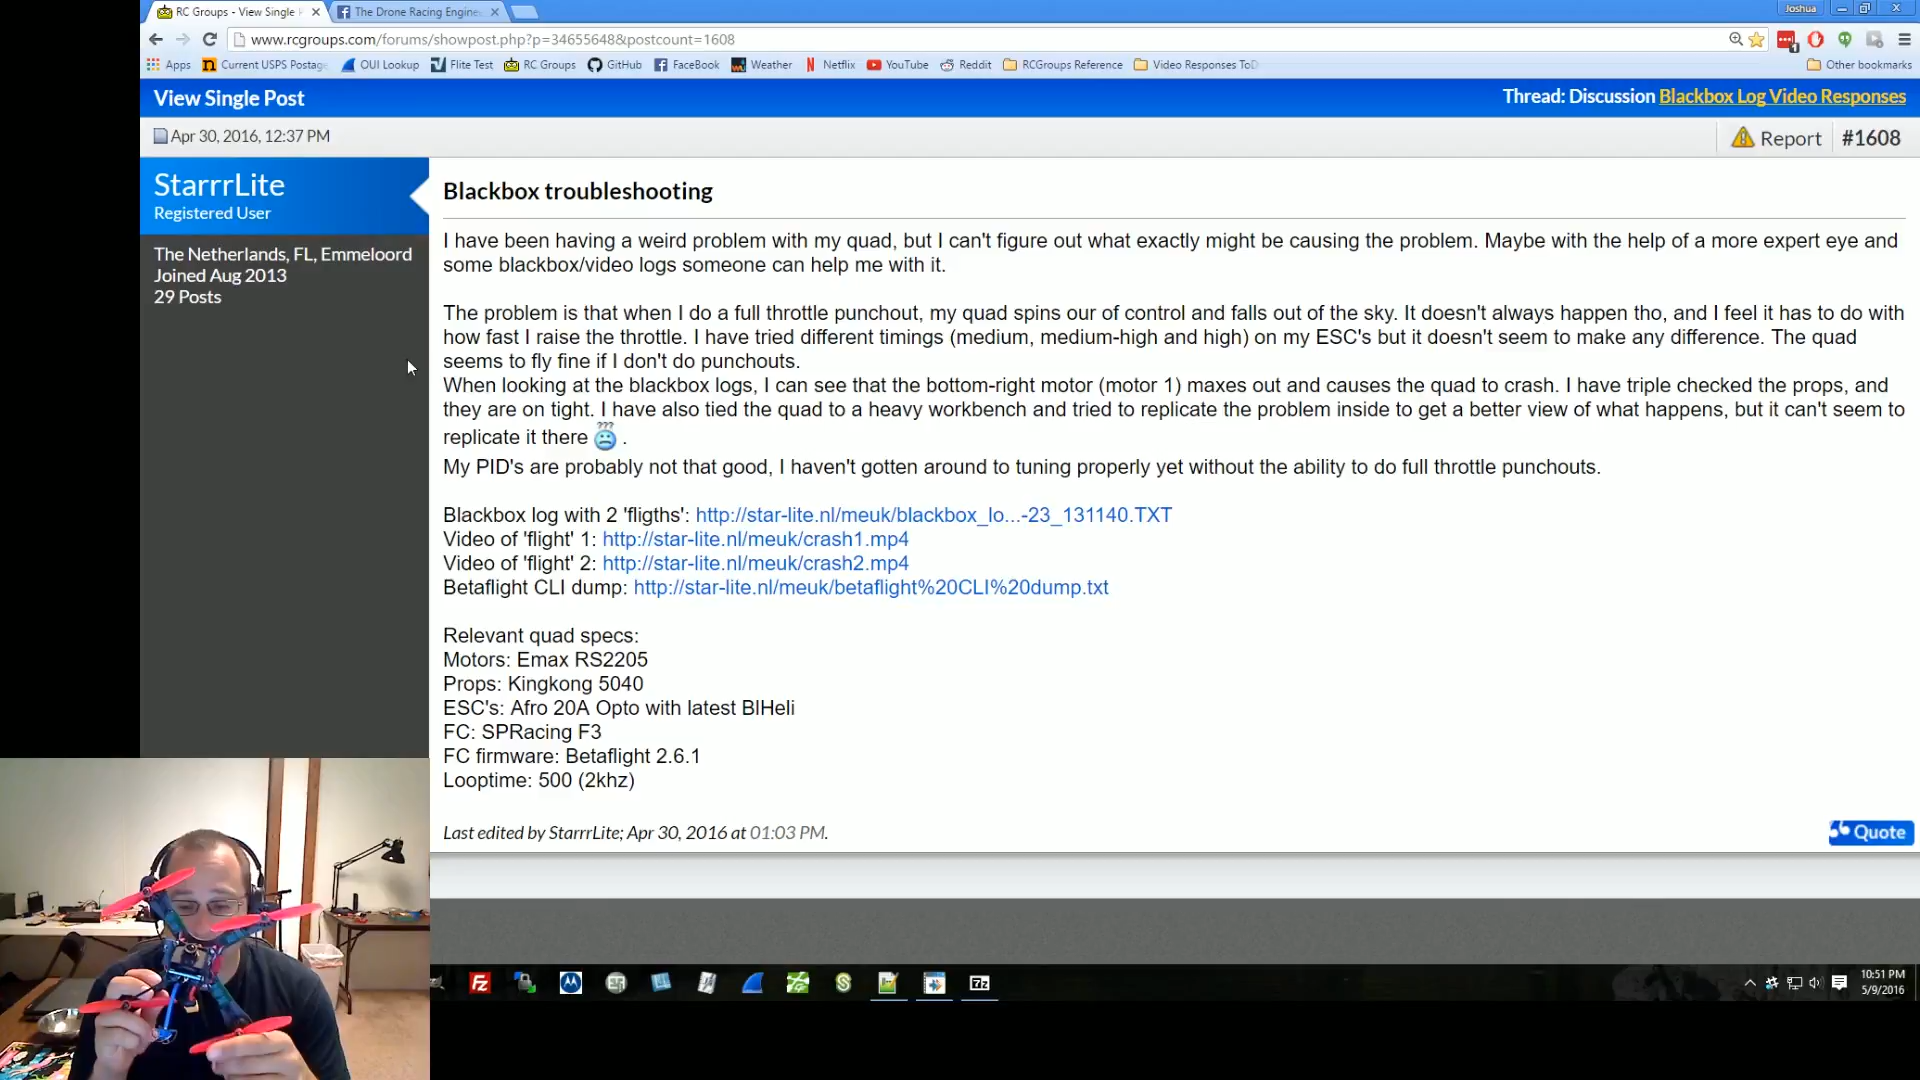 RC Groups - View Single
The Drone Racing Engine
Joshua
www.rcgroups.com/forums/showpost.php?p=34655648&postcount=1608
Apps
Current USPS Postage
OUI Lookup
Flite Test
RC Groups
GitHub
FaceBook
Weather
Netflix
YouTube
Reddit
RCGroups Reference
Video Responses ToD
Other bookmarks
View Single Post
Thread: Discussion Blackbox Log Video Responses
Apr 30, 2016, 12:37 PM
Report
#1608
StarrrLite
Registered User
The Netherlands, FL, Emmeloord
Joined Aug 2013
29 Posts
Blackbox troubleshooting
I have been having a weird problem with my quad, but I can't figure out what exactly might be causing the problem. Maybe with the help of a more expert eye and
some blackbox/video logs someone can help me with it.
The problem is that when I do a full throttle punchout, my quad spins our of control and falls out of the sky. It doesn't always happen tho, and I feel it has to do with
how fast I raise the throttle. I have tried different timings (medium, medium-high and high) on my ESC's but it doesn't seem to make any difference. The quad
seems to fly fine if I don't do punchouts.
When looking at the blackbox logs, I can see that the bottom-right motor (motor 1) maxes out and causes the quad to crash. I have triple checked the props, and
they are on tight. I have also tied the quad to a heavy workbench and tried to replicate the problem inside to get a better view of what happens, but it can't seem to
replicate it there ??? .
My PID's are probably not that good, I haven't gotten around to tuning properly yet without the ability to do full throttle punchouts.
Blackbox log with 2 'fligths': http://star-lite.nl/meuk/blackbox_lo...-23_131140.TXT
Video of 'flight' 1: http://star-lite.nl/meuk/crash1.mp4
Video of 'flight' 2: http://star-lite.nl/meuk/crash2.mp4
Betaflight CLI dump: http://star-lite.nl/meuk/betaflight%20CLI%20dump.txt
Relevant quad specs:
Motors: Emax RS2205
Props: Kingkong 5040
ESC's: Afro 20A Opto with latest BlHeli
FC: SPRacing F3
FC firmware: Betaflight 2.6.1
Looptime: 500 (2khz)
Last edited by StarrrLite; Apr 30, 2016 at 01:03 PM.
Quote
10:51 PM
5/9/2016